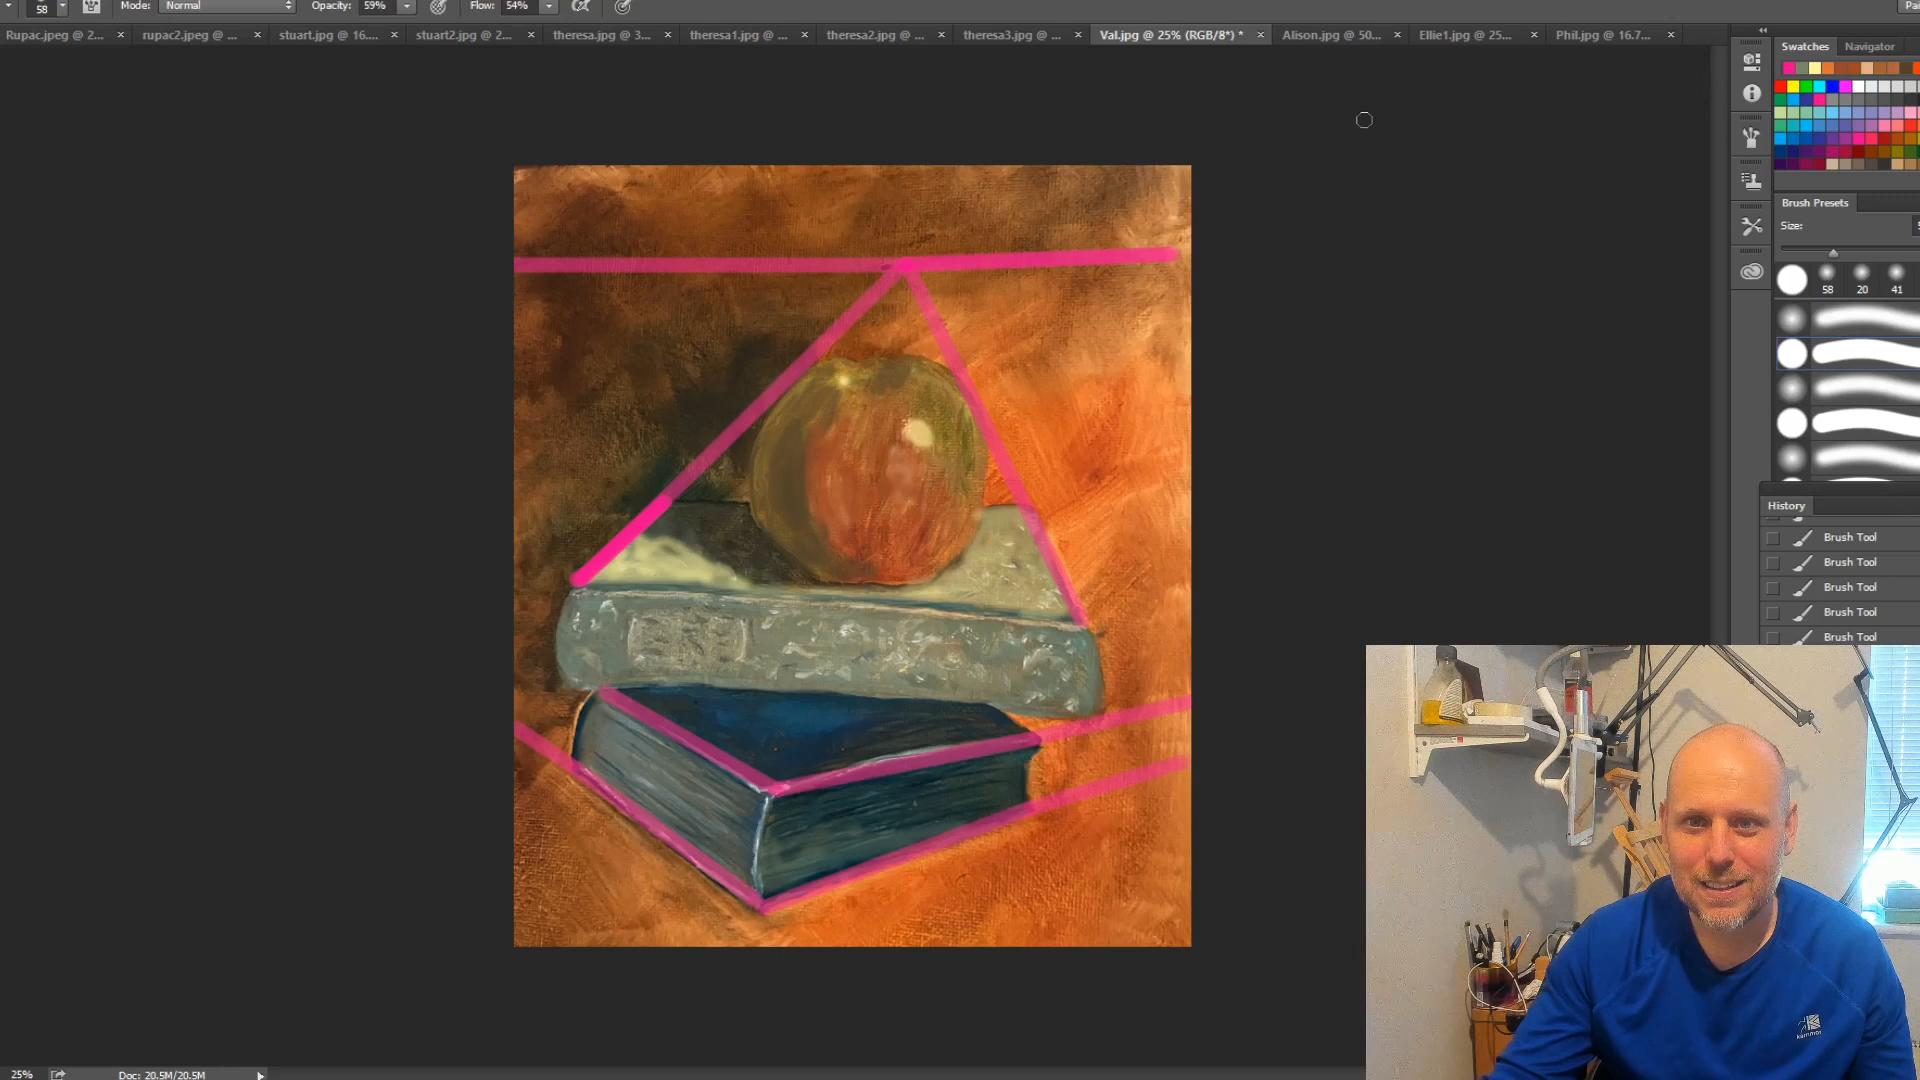 58 Mode: Normal Opacity: 59% Flow: 54%
Rupac.jpeg @ 2... × rupac2.jpeg @ ... × stuart.jpg @ 16.... × stuart2.jpg @ 2... × theresa.jpg @ 3... × theresa1.jpg @ ... × theresa2.jpg @ ... × theresa3.jpg @ ... × Val.jpg @ 25% (RGB/8*) * × Alison.jpg @ 50... × Ellie1.jpg @ 25... × Phil.jpg @ 16.7... ×
Swatches Navigator
Brush Presets
Size:
58 20 41
History
Brush Tool
Brush Tool
Brush Tool
Brush Tool
Brush Tool
25% Doc: 20.5M/20.5M